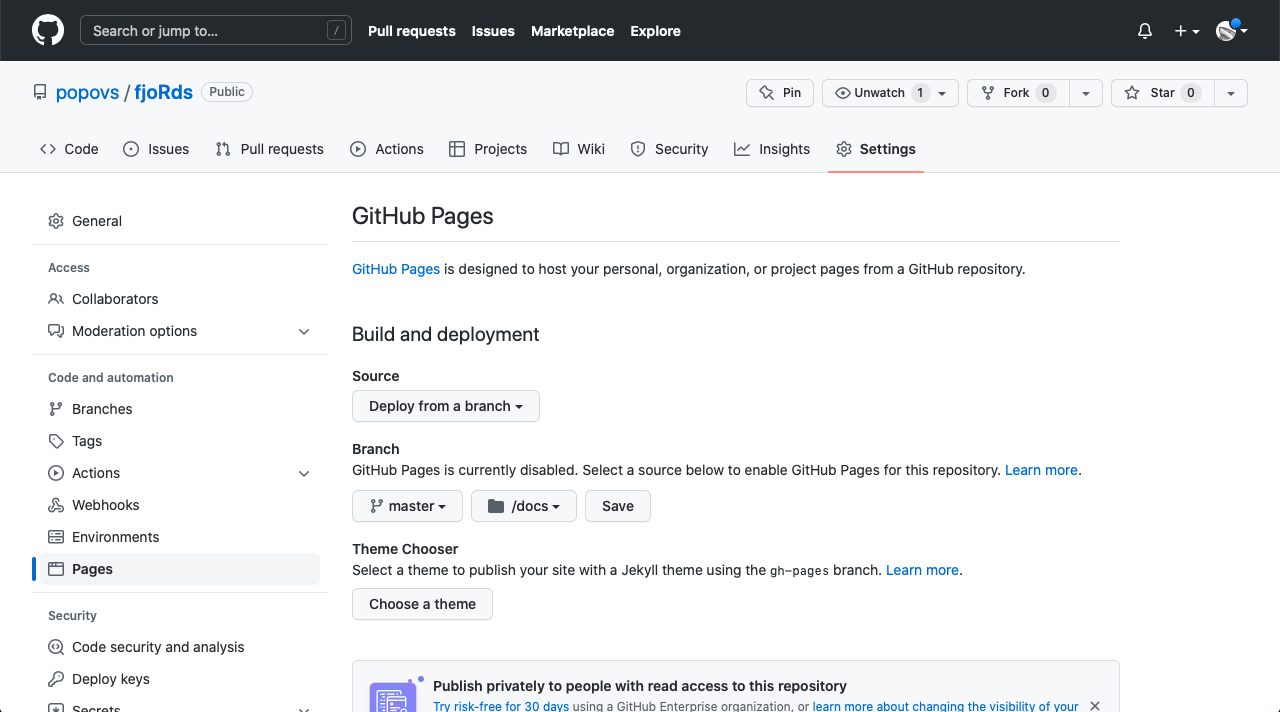 Search or jump to… /
Pull requests Issues Marketplace Explore
popovs / fjoRds Public
Pin Unwatch 1 Fork 0 Star 0
Code Issues Pull requests Actions Projects Wiki Security Insights Settings
General
Access
Collaborators
Moderation options
Code and automation
Branches
Tags
Actions
Webhooks
Environments
Pages
Security
Code security and analysis
Deploy keys
Secrets
GitHub Pages
GitHub Pages is designed to host your personal, organization, or project pages from a GitHub repository.
Build and deployment
Source
Deploy from a branch
Branch
GitHub Pages is currently disabled. Select a source below to enable GitHub Pages for this repository. Learn more.
master /docs Save
Theme Chooser
Select a theme to publish your site with a Jekyll theme using the gh-pages branch. Learn more.
Choose a theme
Publish privately to people with read access to this repository
Try risk-free for 30 days using a GitHub Enterprise organization, or learn more about changing the visibility of your